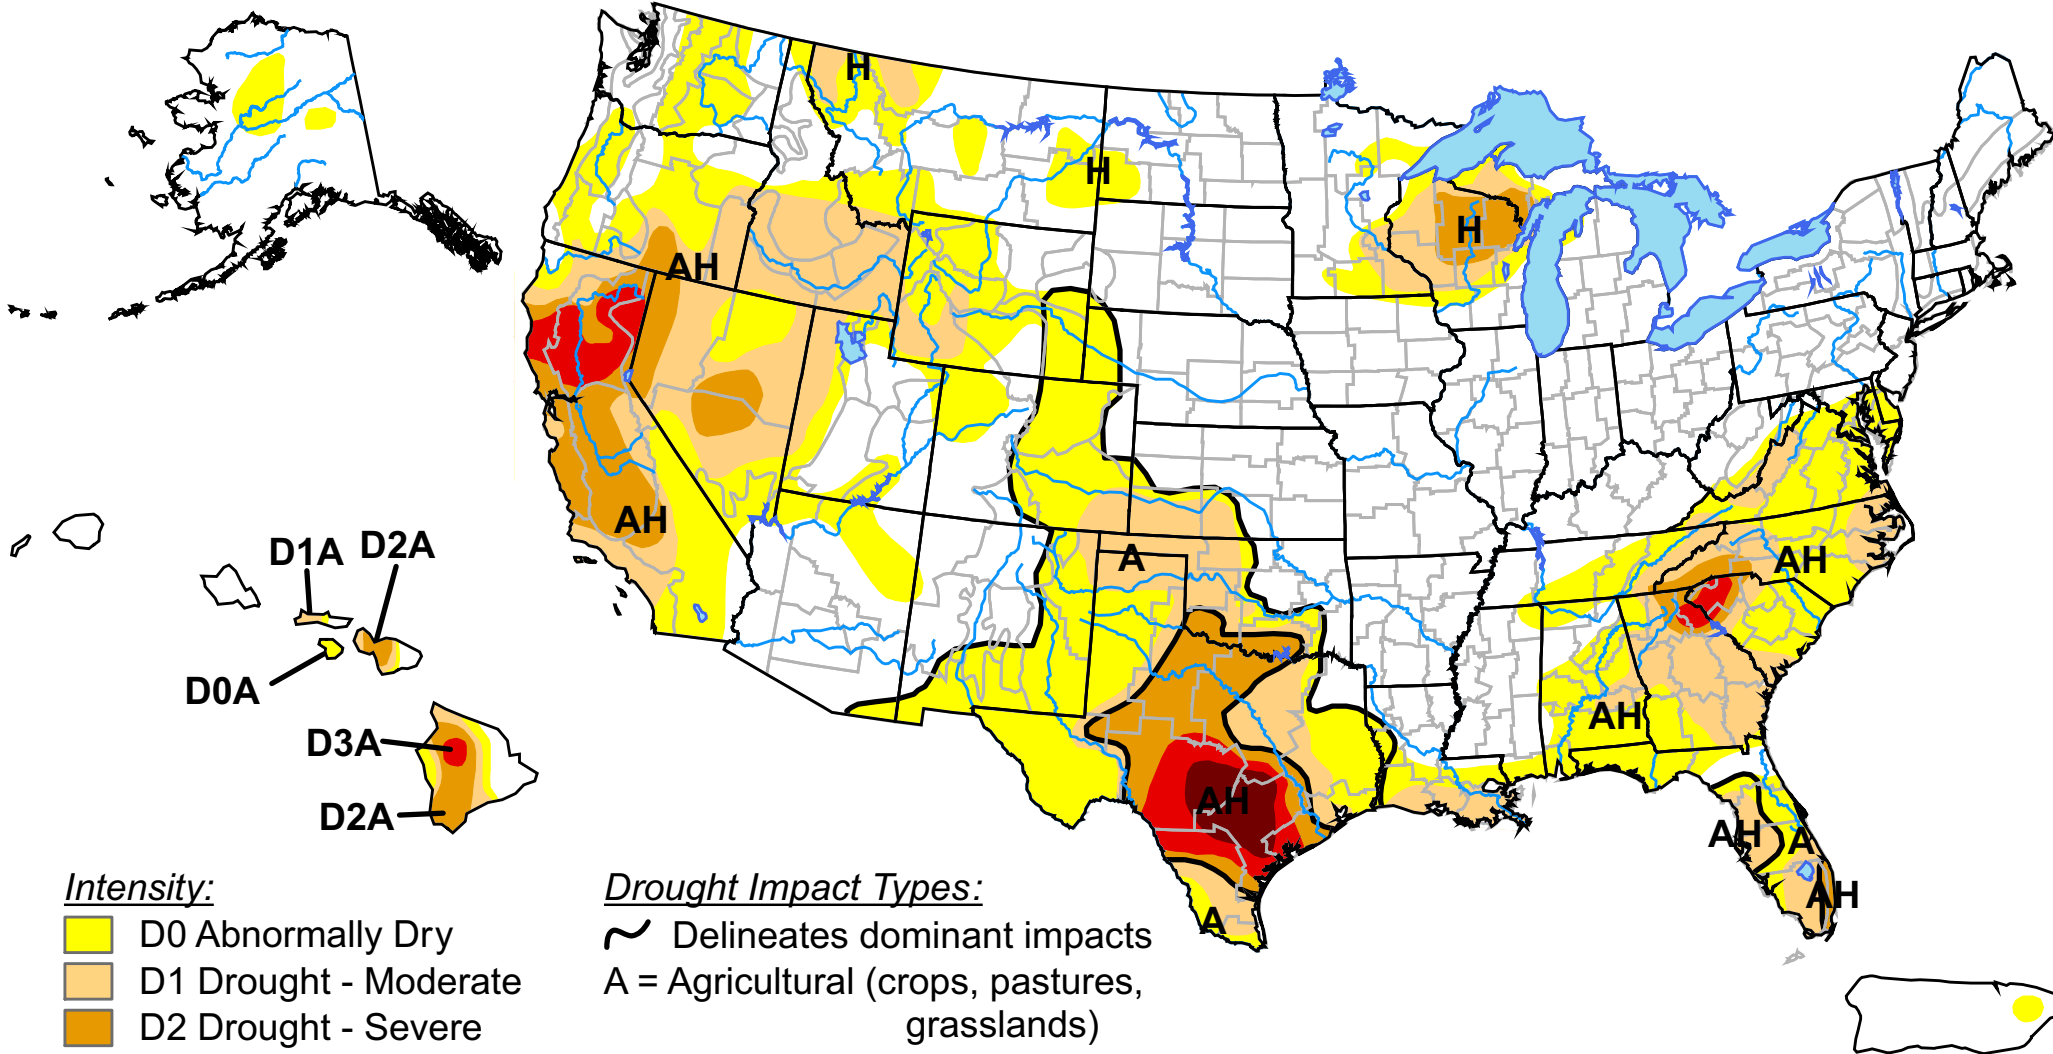 H
H
H
AH
AH
D1A
D2A
D0A
D3A
D2A
A
AH
A
AH
AH
AH
A
AH
Intensity:
D0 Abnormally Dry
D1 Drought - Moderate
D2 Drought - Severe
Drought Impact Types:
Delineates dominant impacts
A = Agricultural (crops, pastures,
grasslands)